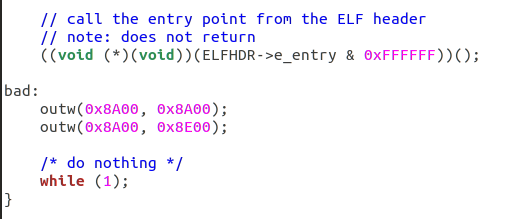 // call the entry point from the ELF header
// note: does not return
((void (*)(void))(ELFHDR->e_entry & 0xFFFFFF))();
bad:
outw(0x8A00, 0x8A00);
outw(0x8A00, 0x8E00);
/* do nothing */
while (1);
}